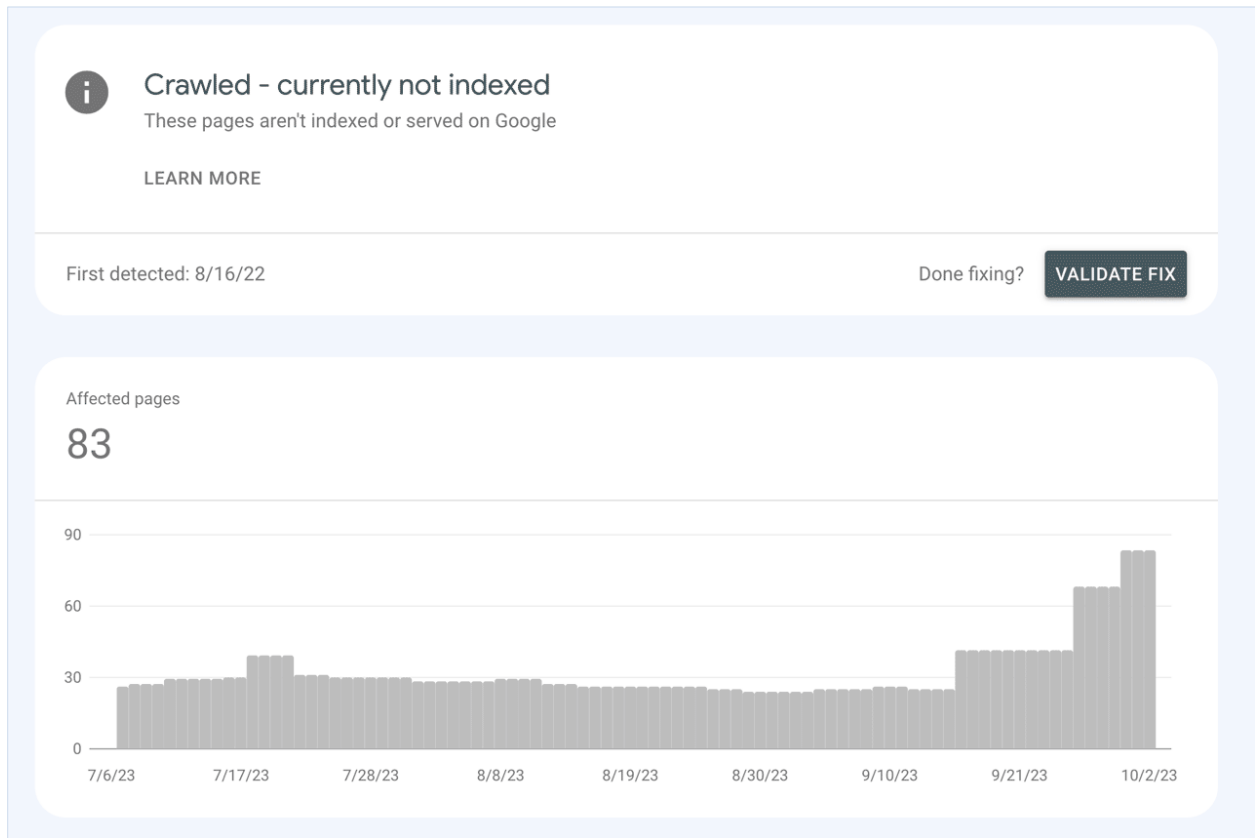 Crawled - currently not indexed
These pages aren't indexed or served on Google
LEARN MORE
First detected: 8/16/22
Done fixing?
VALIDATE FIX
Affected pages
83
90
60
30
0
7/6/23
7/17/23
7/28/23
8/8/23
8/19/23
8/30/23
9/10/23
9/21/23
10/2/23